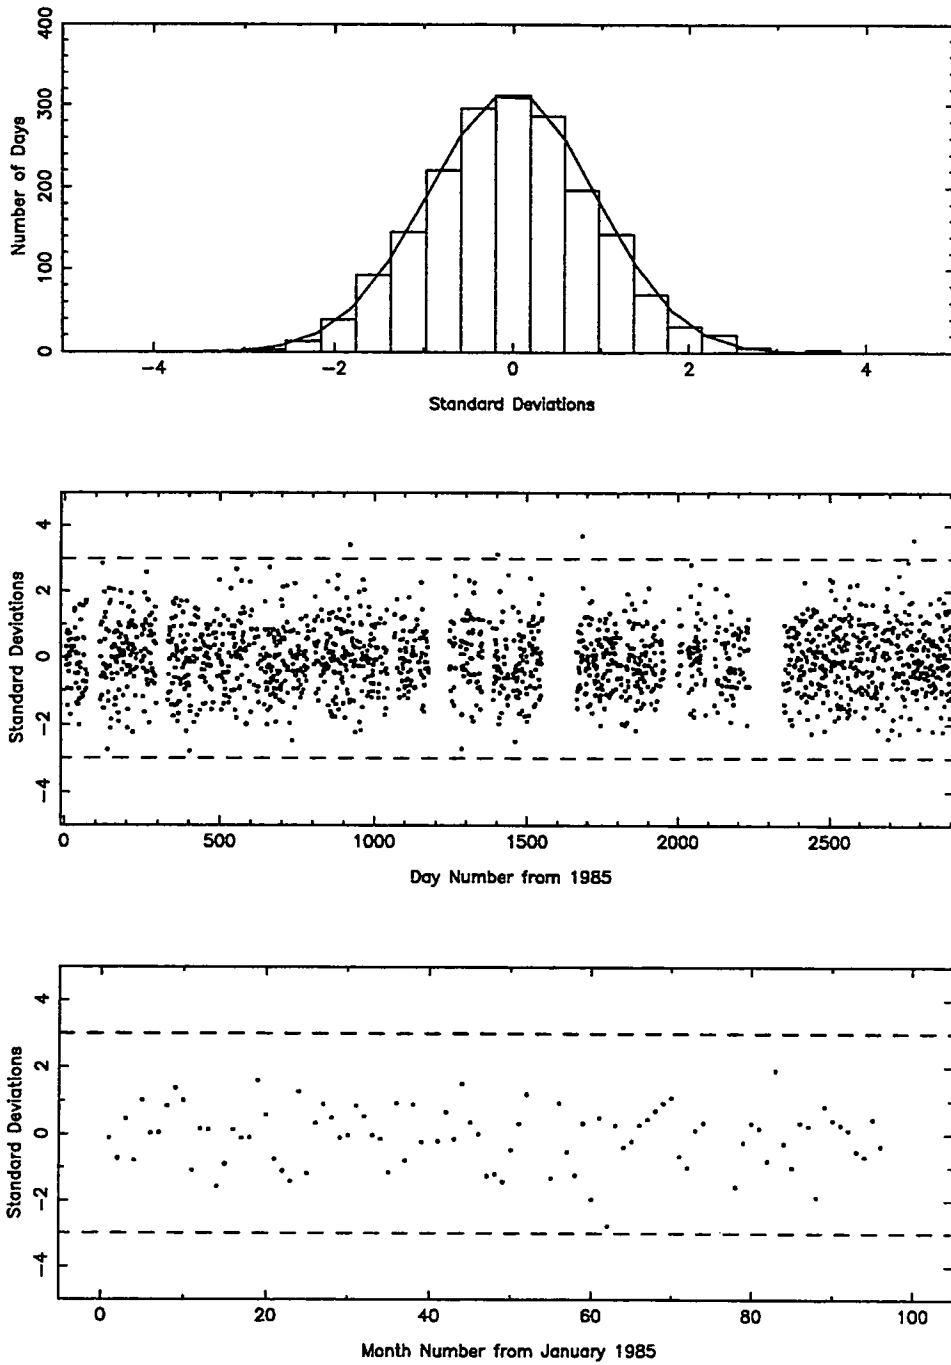 400
300
200
100
0
Number of Days
-4 -2 0 2 4
Standard Deviations
4
2
0
-2
-4
Standard Deviations
0 500 1000 1500 2000 2500
Day Number from 1985
4
2
0
-2
-4
Standard Deviations
0 20 40 60 80 100
Month Number from January 1985